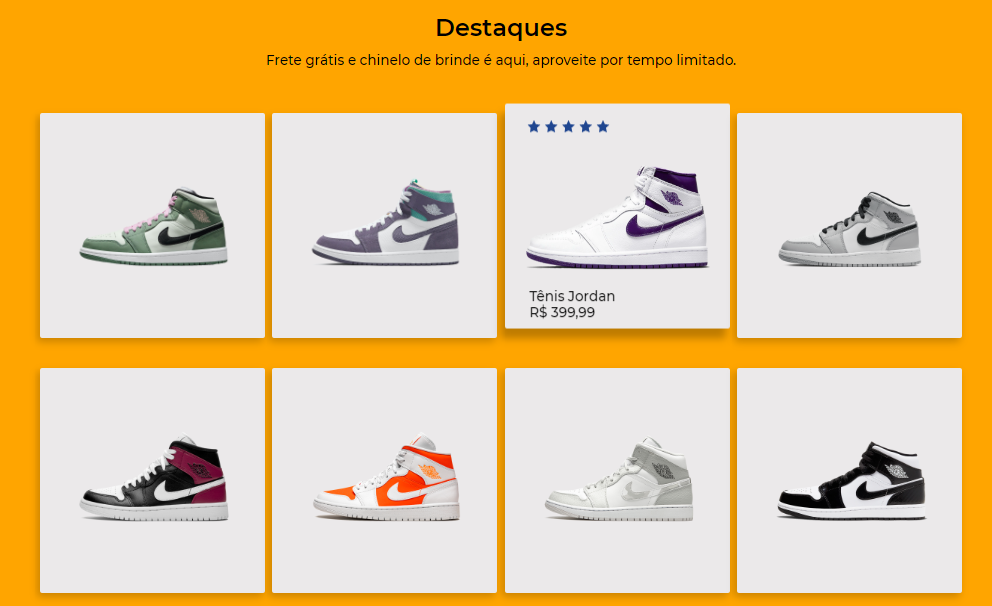 Destaques
Frete grátis e chinelo de brinde é aqui, aproveite por tempo limitado.
Tênis Jordan
R$ 399,99